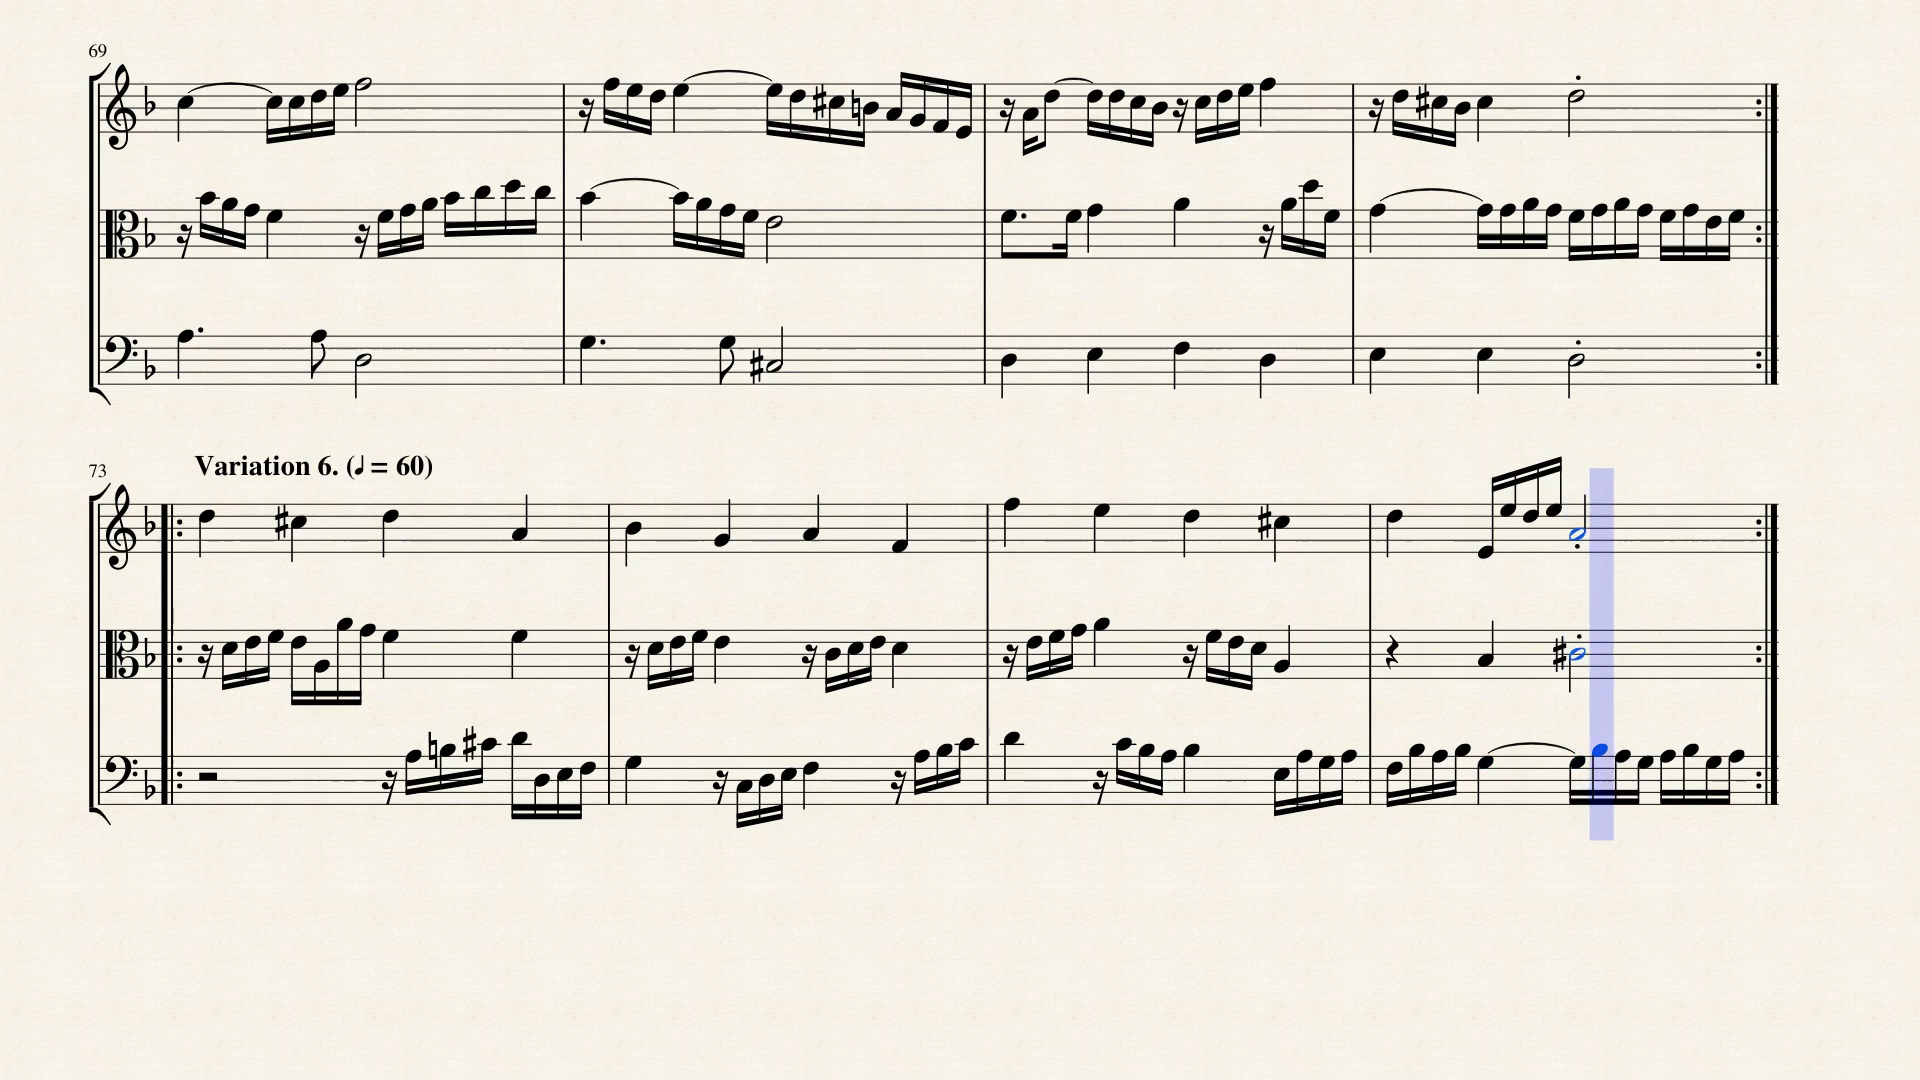 69
73
Variation 6. (♩ = 60)